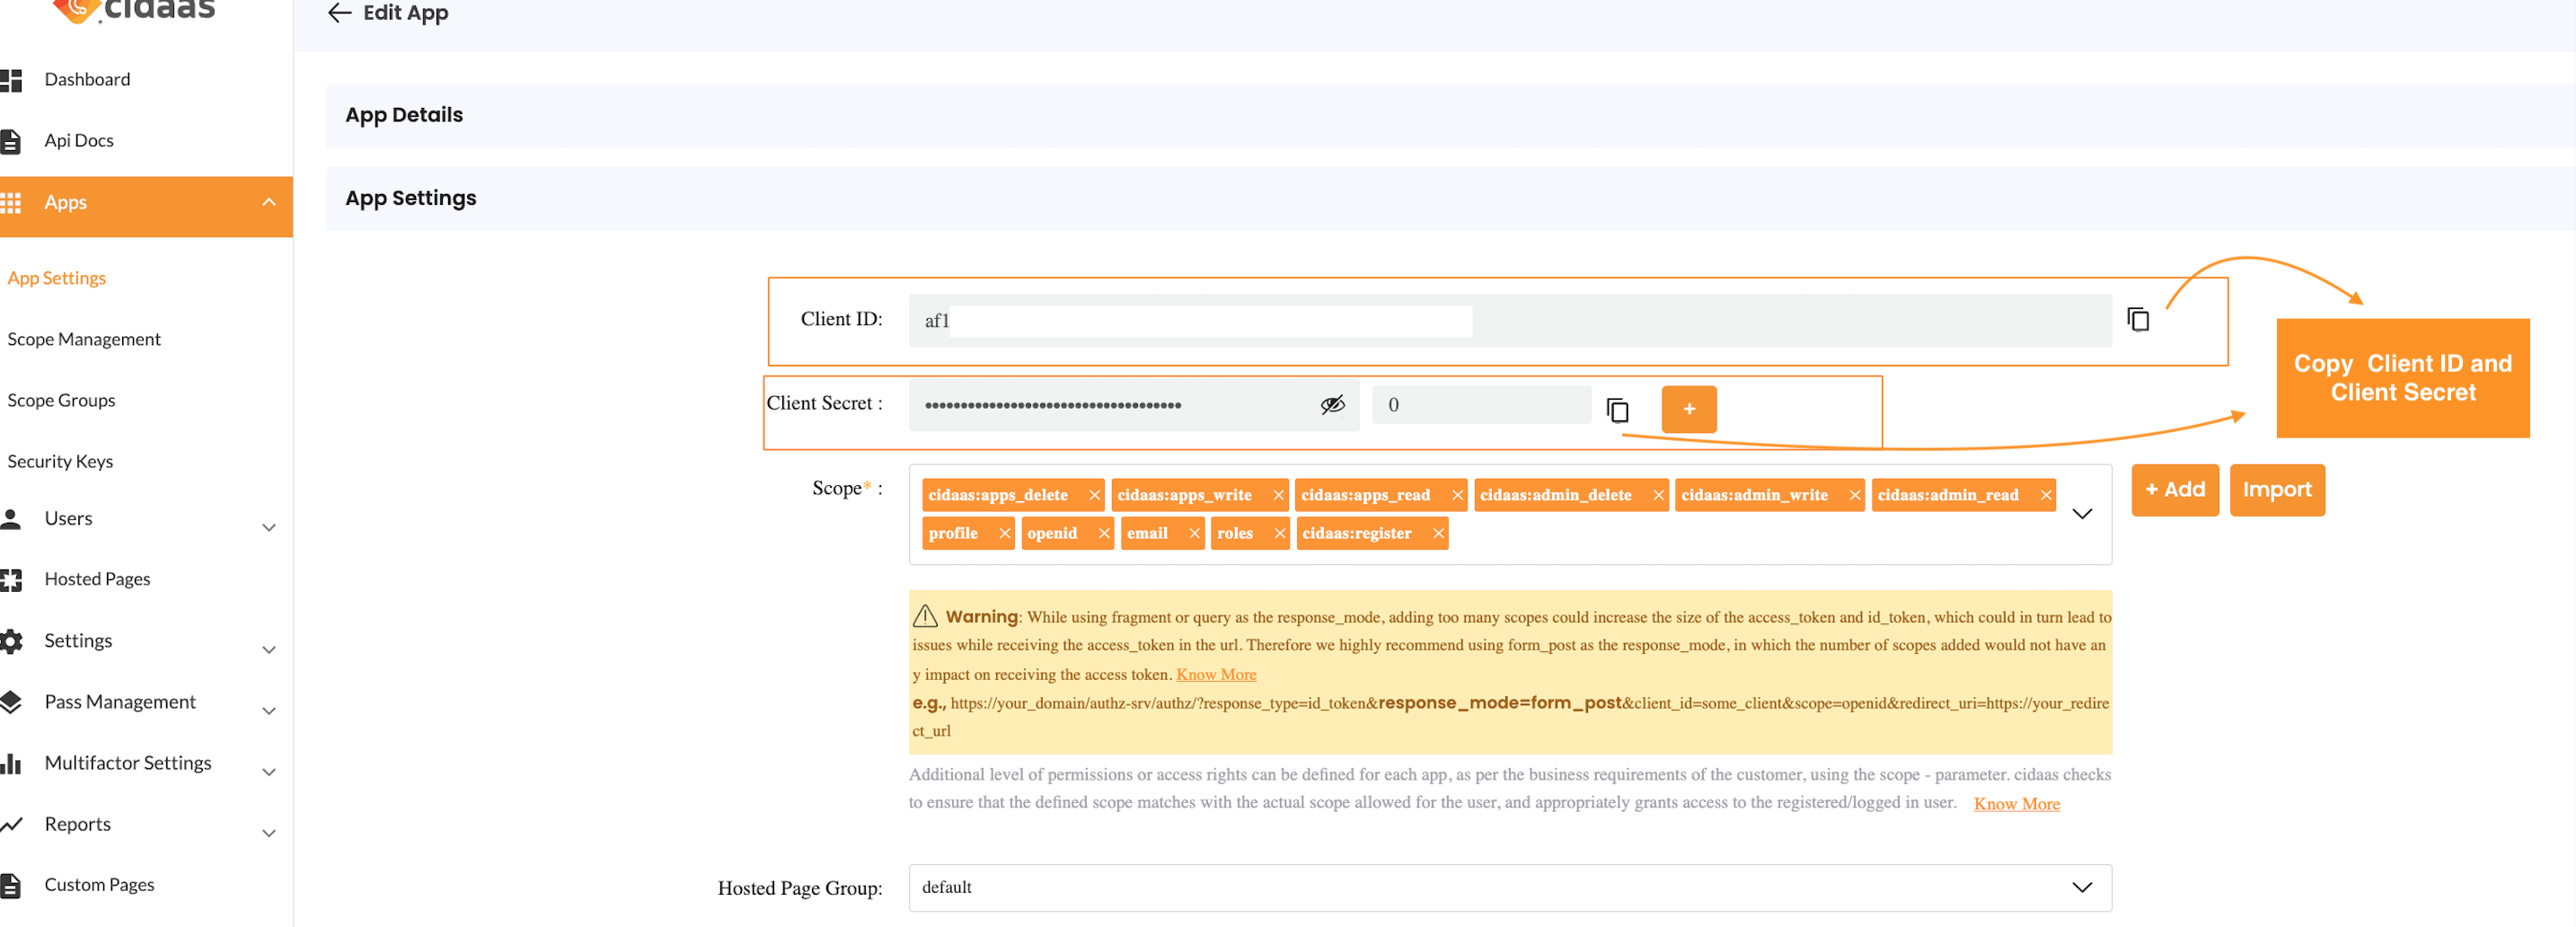 cidaas
Edit App
Dashboard
Api Docs
Apps
App Settings
Scope Management
Scope Groups
Security Keys
Users
Hosted Pages
Settings
Pass Management
Multifactor Settings
Reports
Custom Pages
App Details
App Settings
Client ID: af1
Client Secret : •••••••••••••••••••••••••••••••••••• 0 +
Copy Client ID and
Client Secret
Scope* :
cidaas:apps_delete × cidaas:apps_write × cidaas:apps_read × cidaas:admin_delete × cidaas:admin_write × cidaas:admin_read ×
profile × openid × email × roles × cidaas:register ×
+ Add Import
Warning: While using fragment or query as the response_mode, adding too many scopes could increase the size of the access_token and id_token, which could in turn lead to
issues while receiving the access_token in the url. Therefore we highly recommend using form_post as the response_mode, in which the number of scopes added would not have an
y impact on receiving the access token. Know More
e.g., https://your_domain/authz-srv/authz/?response_type=id_token&response_mode=form_post&client_id=some_client&scope=openid&redirect_uri=https://your_redire
ct_url
Additional level of permissions or access rights can be defined for each app, as per the business requirements of the customer, using the scope - parameter. cidaas checks
to ensure that the defined scope matches with the actual scope allowed for the user, and appropriately grants access to the registered/logged in user. Know More
Hosted Page Group: default